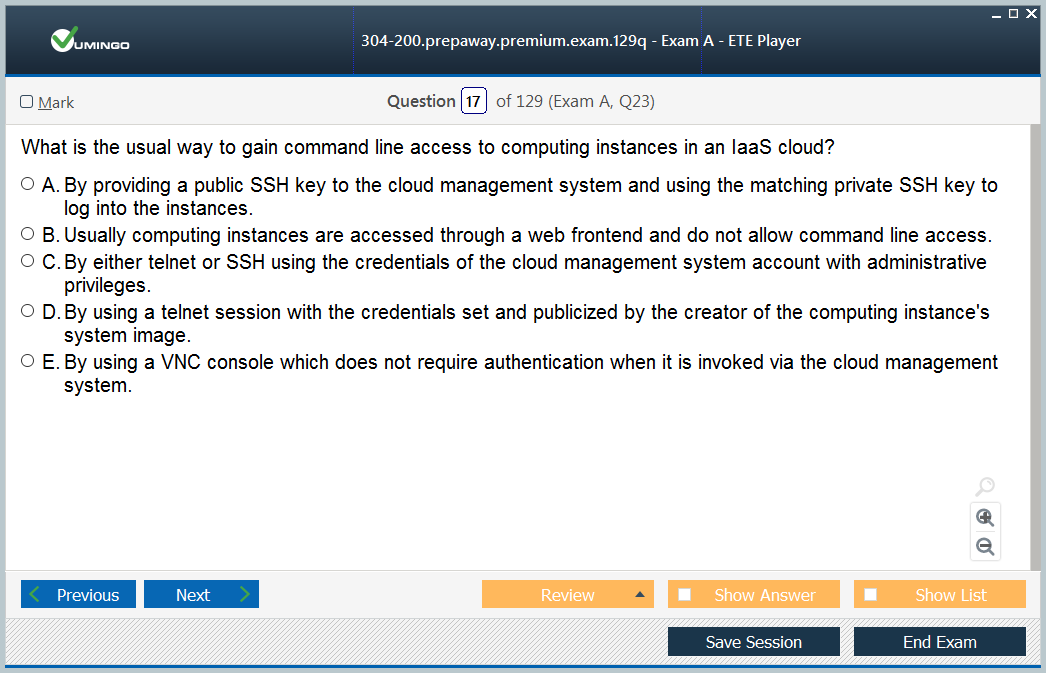 VUMINGO
304-200.prepaway.premium.exam.129q - Exam A - ETE Player
Mark
Question 17 of 129 (Exam A, Q23)
What is the usual way to gain command line access to computing instances in an IaaS cloud?
A. By providing a public SSH key to the cloud management system and using the matching private SSH key to
log into the instances.
B. Usually computing instances are accessed through a web frontend and do not allow command line access.
C. By either telnet or SSH using the credentials of the cloud management system account with administrative
privileges.
D. By using a telnet session with the credentials set and publicized by the creator of the computing instance's
system image.
E. By using a VNC console which does not require authentication when it is invoked via the cloud management
system.
Previous Next Review Show Answer Show List
Save Session End Exam